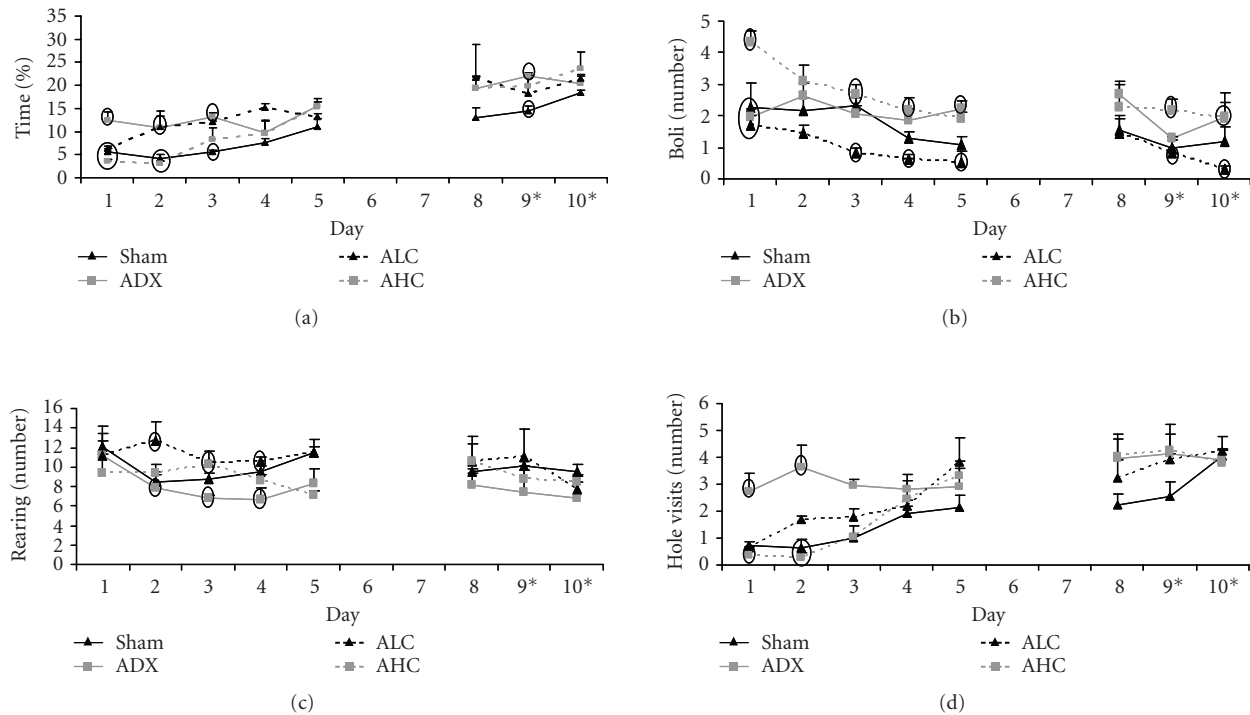 35
30
25
20
15
10
5
0
Time (%)
1 2 3 4 5 6 7 8 9* 10*
Day
Sham
ALC
ADX
AHC
(a)
5
4
3
2
1
0
Boli (number)
1 2 3 4 5 6 7 8 9* 10*
Day
Sham
ALC
ADX
AHC
(b)
16
14
12
10
8
6
4
2
0
Rearing (number)
1 2 3 4 5 6 7 8 9* 10*
Day
Sham
ALC
ADX
AHC
(c)
6
5
4
3
2
1
0
Hole visits (number)
1 2 3 4 5 6 7 8 9* 10*
Day
Sham
ALC
ADX
AHC
(d)